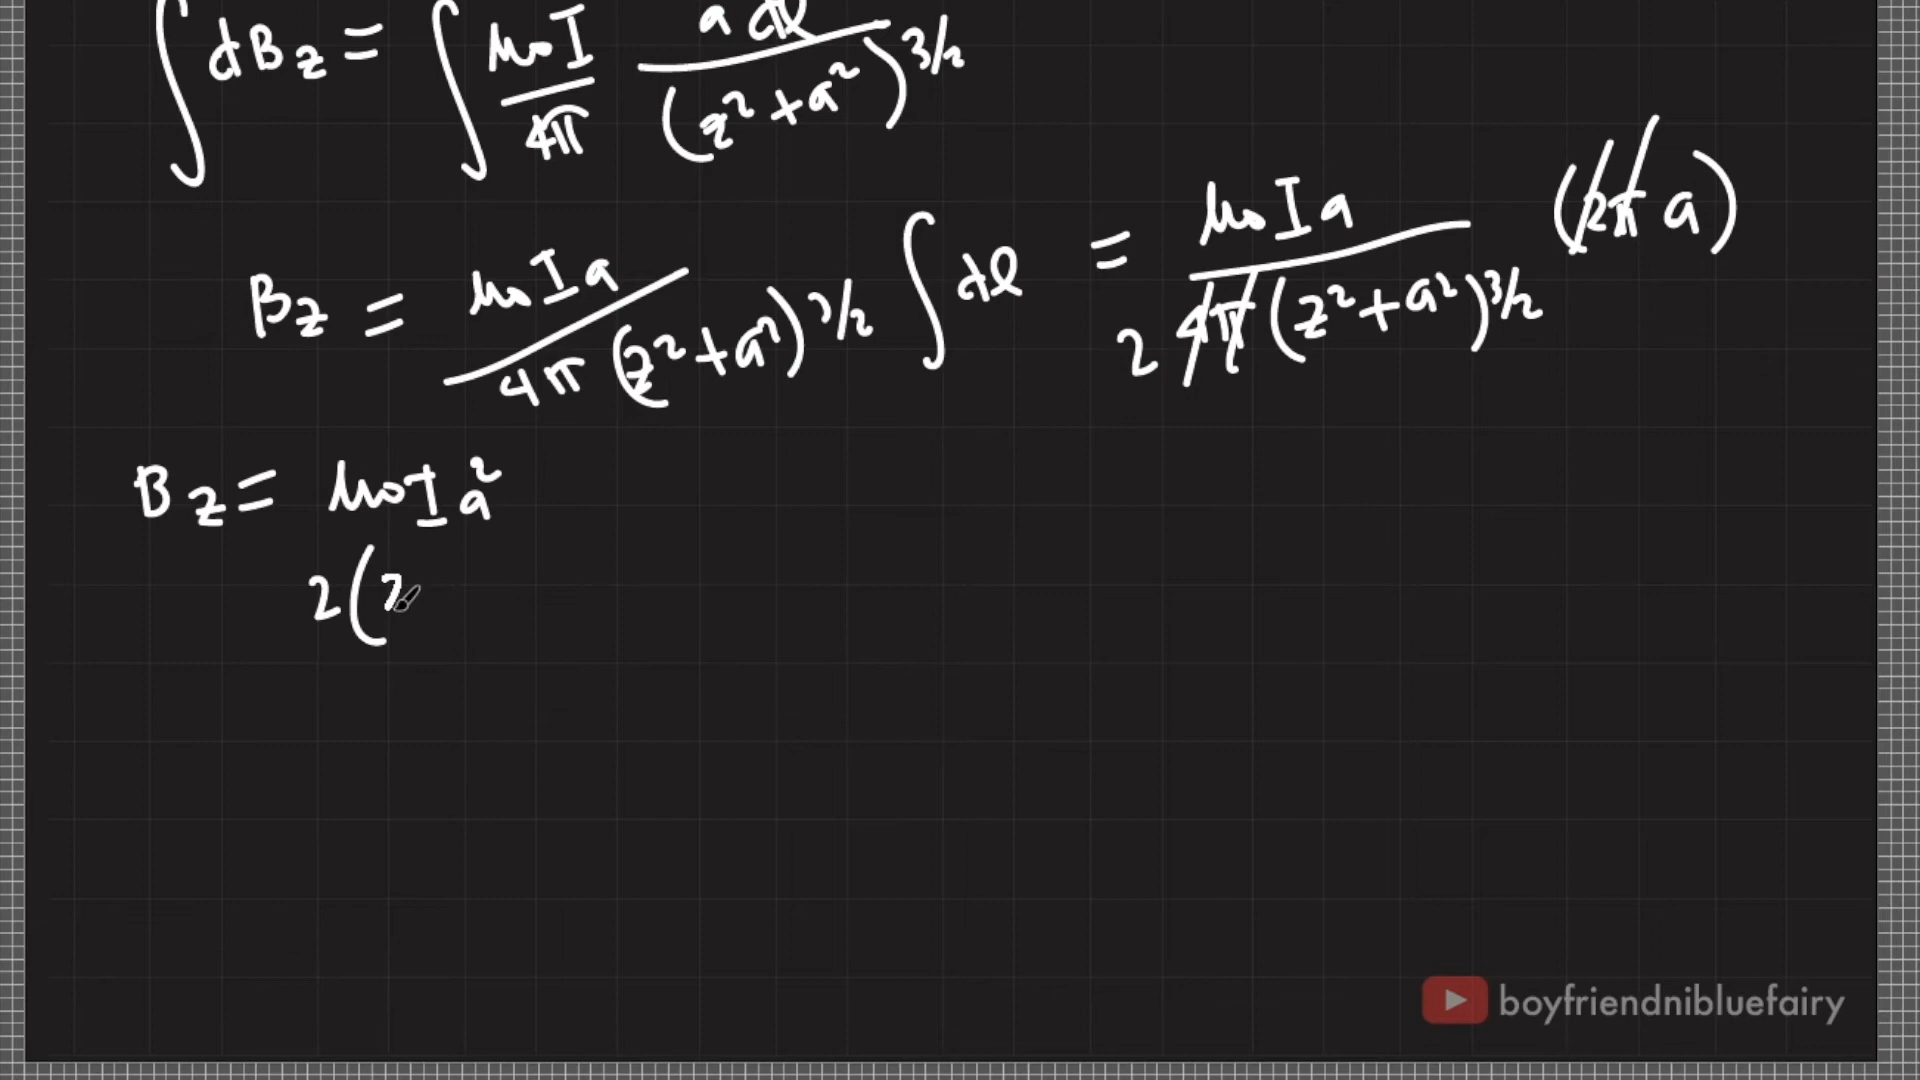 ∫ dB_z = ∫ μ₀I/4π a dl/(z²+a²)^3/2
B_z = μ₀Ia/4π(z²+a²)^3/2 ∫ dl = μ₀Ia/2 4π(z²+a²)^3/2 (2πa)
B_z = μ₀Ia²
2(z
boyfriendnibluefairy